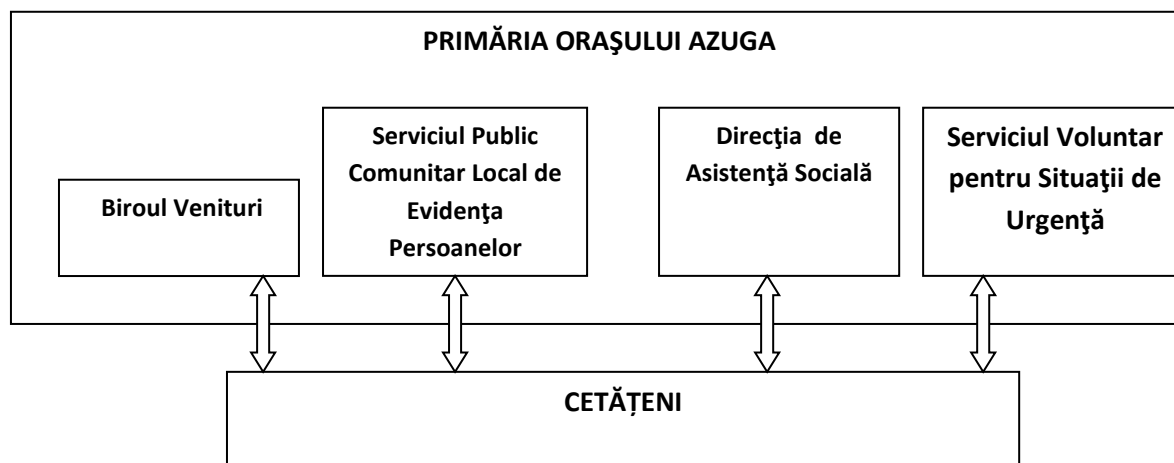 PRIMĂRIA ORAŞULUI AZUGA
Biroul Venituri
Serviciul Public
Comunitar Local de
Evidenţa
Persoanelor
Direcţia de
Asistenţă Socială
Serviciul Voluntar
pentru Situaţii de
Urgenţă
CETĂȚENI